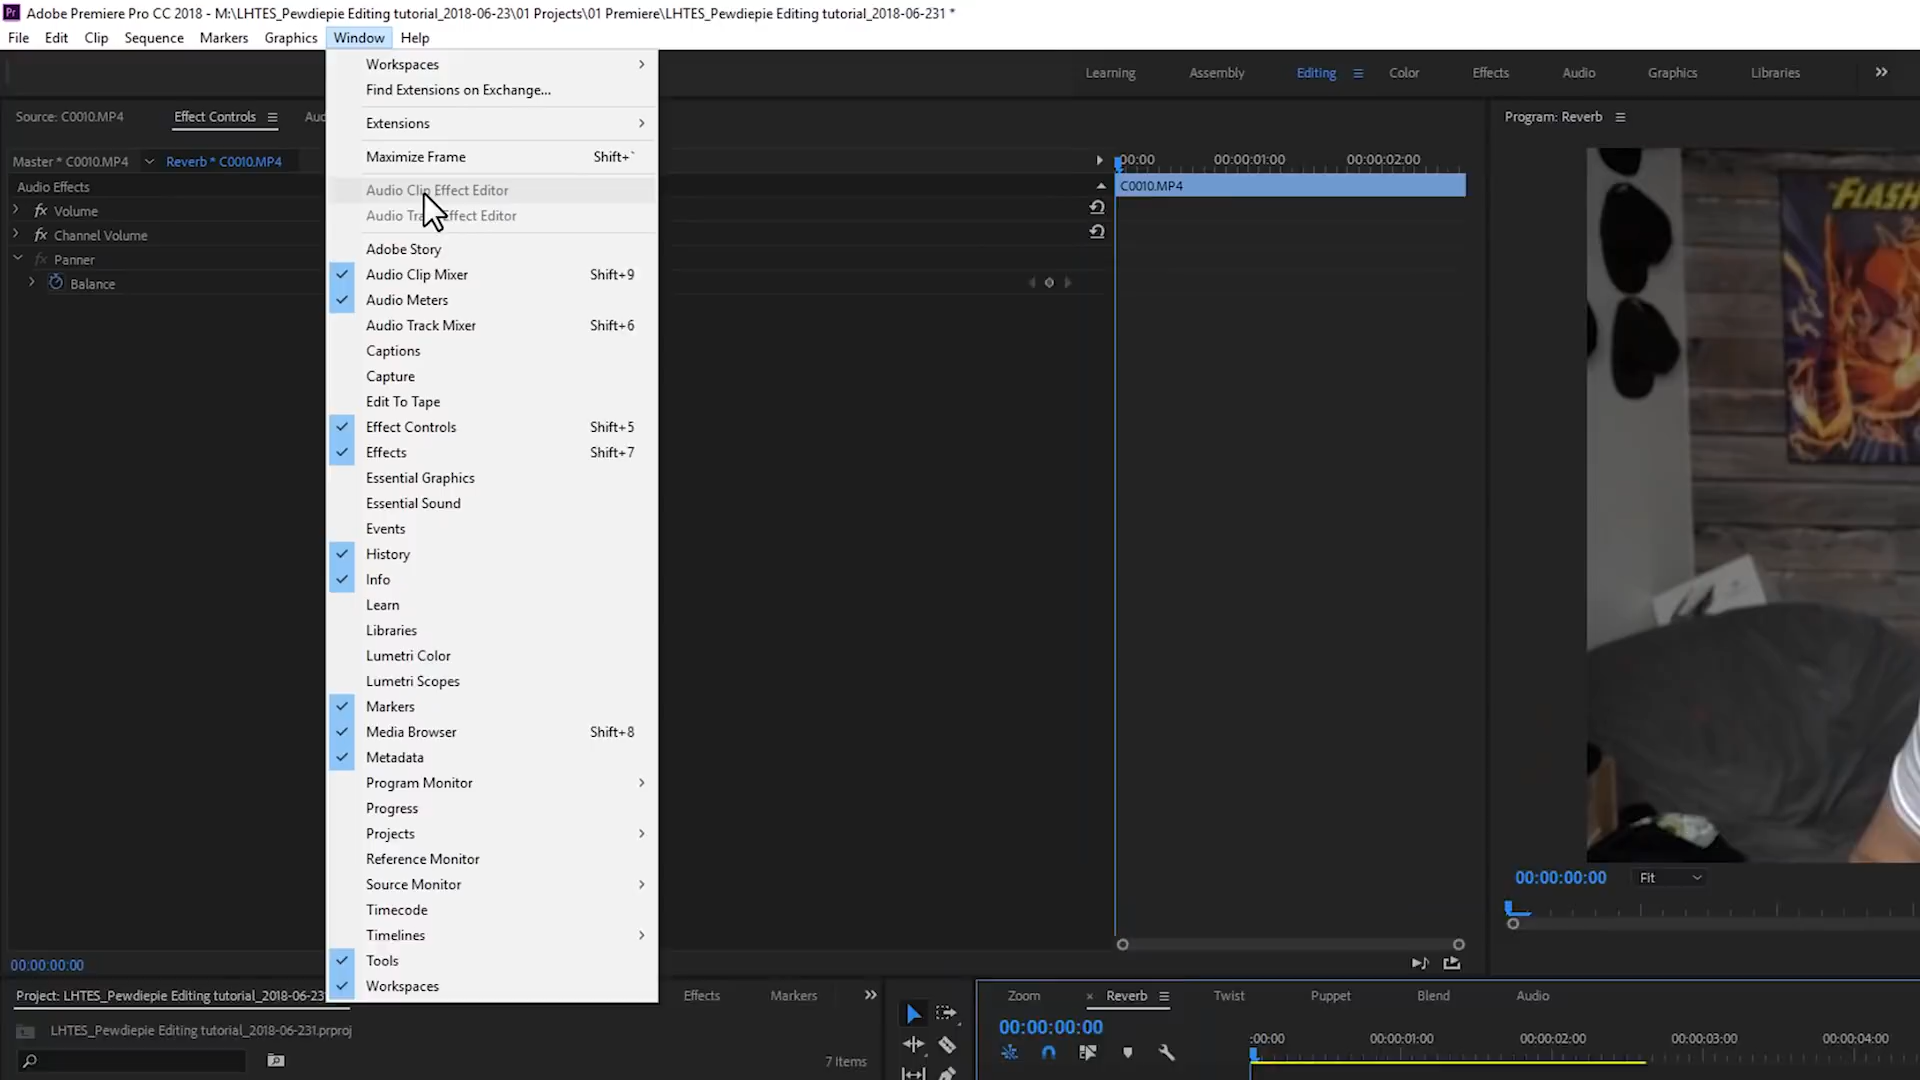 Adobe Premiere Pro CC 2018 - M:\LHTES_Pewdiepie Editing tutorial_2018-06-23\01 Projects\01 Premiere\LHTES_Pewdiepie Editing tutorial_2018-06-231 *
File Edit Clip Sequence Markers Graphics Window Help
Learning Assembly Editing Color Effects Audio Graphics Libraries
Source: C0010.MP4 Effect Controls
Program: Reverb
Master * C0010.MP4 Reverb * C0010.MP4
Audio Effects
fx Volume
fx Channel Volume
fx Panner
Balance
Workspaces
Find Extensions on Exchange...
Extensions
Maximize Frame Shift+`
Audio Clip Effect Editor
Audio Track Effect Editor
Adobe Story
Audio Clip Mixer Shift+9
Audio Meters
Audio Track Mixer Shift+6
Captions
Capture
Edit To Tape
Effect Controls Shift+5
Effects Shift+7
Essential Graphics
Essential Sound
Events
History
Info
Learn
Libraries
Lumetri Color
Lumetri Scopes
Markers
Media Browser Shift+8
Metadata
Program Monitor
Progress
Projects
Reference Monitor
Source Monitor
Timecode
Timelines
Tools
Workspaces
:00:00 00:00:01:00 00:00:02:00
C0010.MP4
FLASH
00:00:00:00 Fit
00:00:00:00
Project: LHTES_Pewdiepie Editing tutorial_2018-06-23
Effects Markers
LHTES_Pewdiepie Editing tutorial_2018-06-231.prproj
7 Items
Zoom × Reverb Twist Puppet Blend Audio
00:00:00:00
:00:00 00:00:01:00 00:00:02:00 00:00:03:00 00:00:04:00